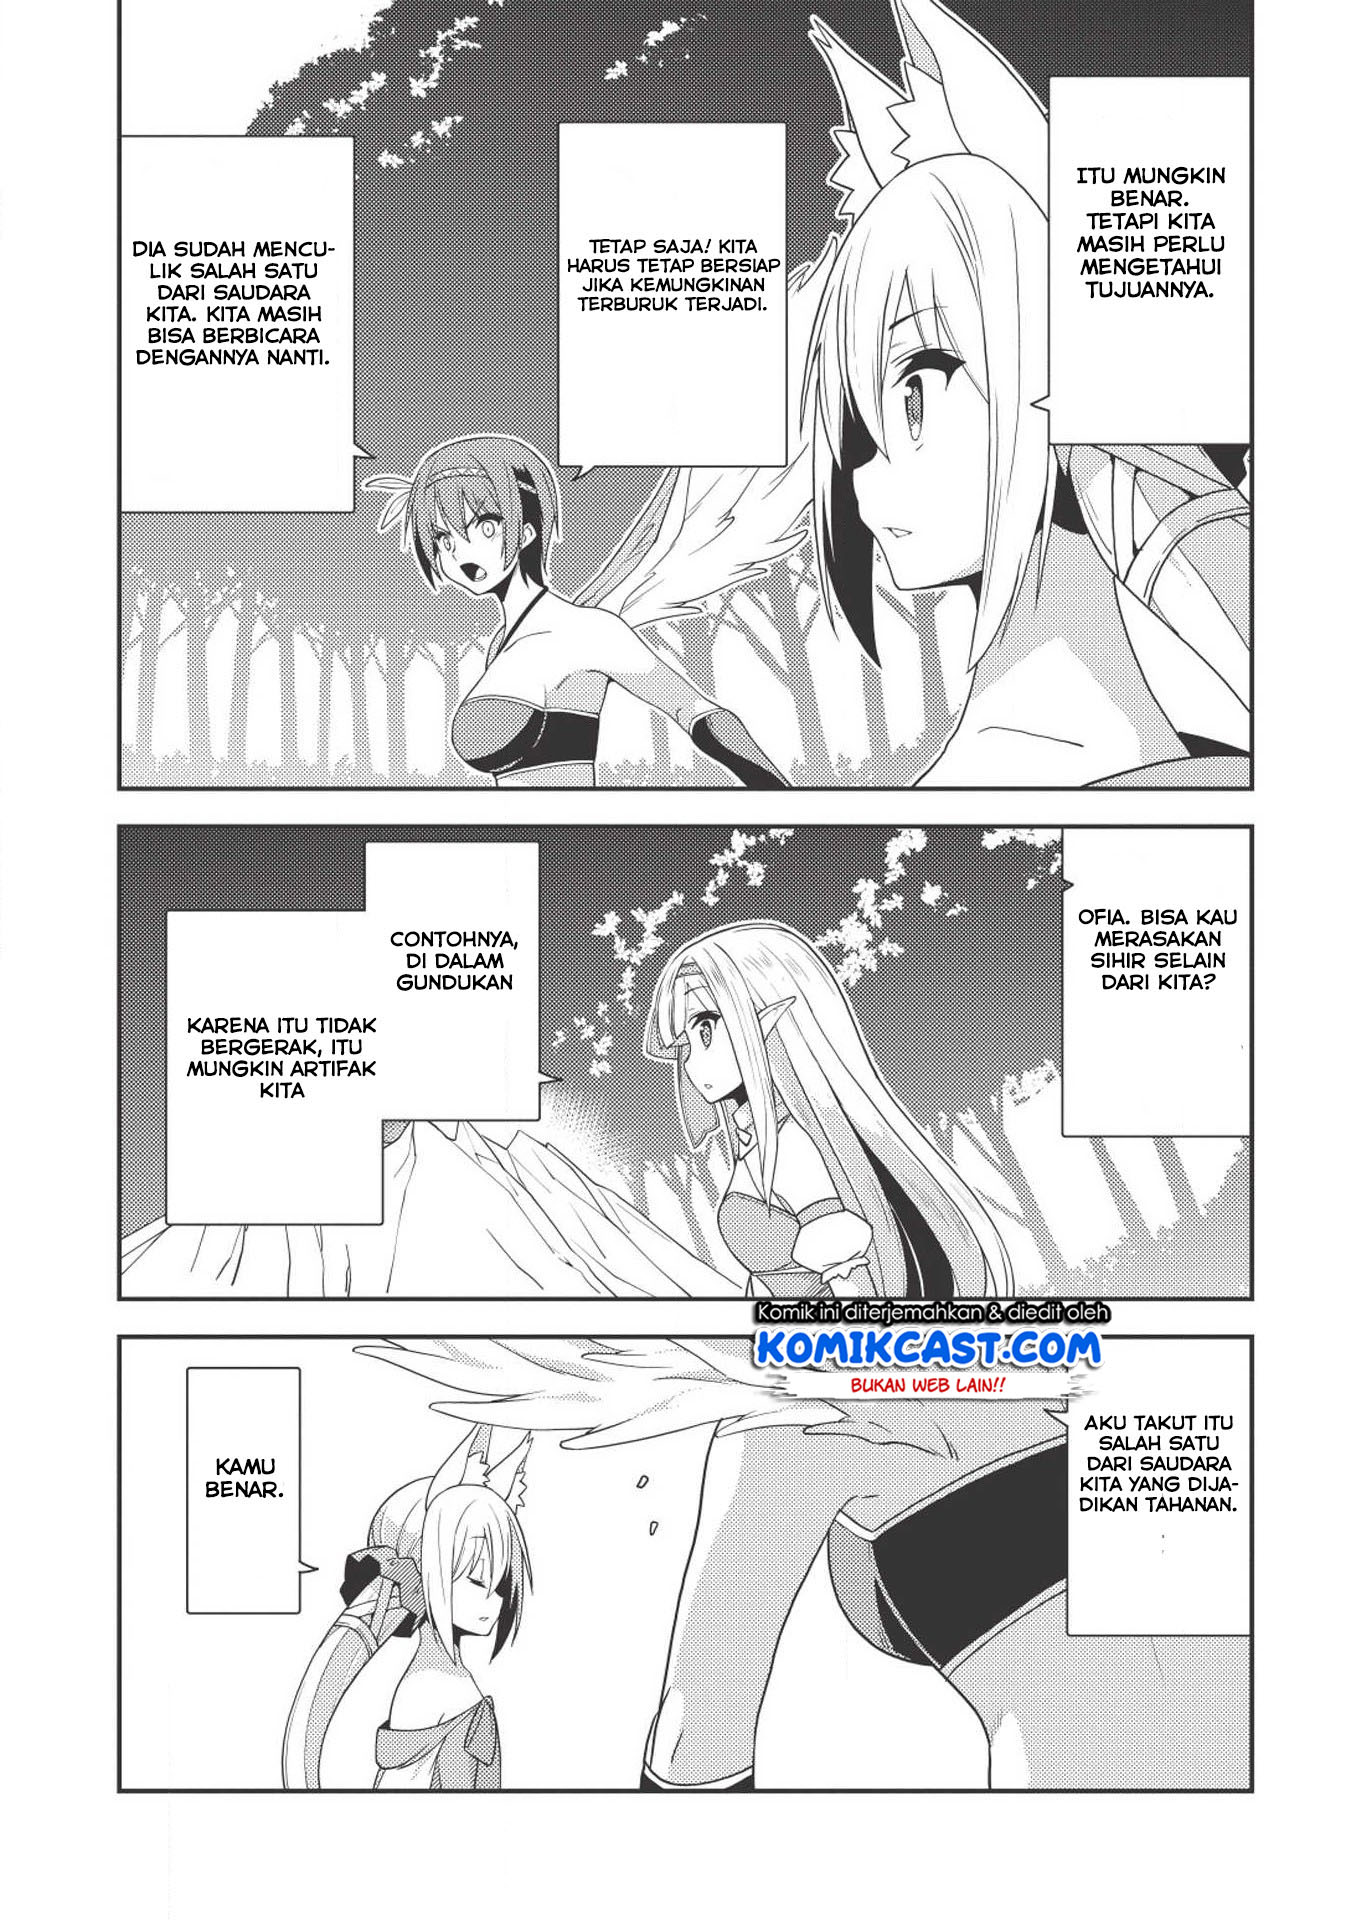 ITU MUNGKIN
BENAR.
TETAPI KITA
MASIH PERLU
MENGETAHUI
TUJUANNYA.
TETAP SAJA! KITA
HARUS TETAP BERSIAP
JIKA KEMUNGKINAN
TERBURUK TERJADI.
DIA SUDAH MENCU-
LIK SALAH SATU
DARI SAUDARA
KITA. KITA MASIH
BISA BERBICARA
DENGANNYA NANTI.
OFIA. BISA KAU
MERASAKAN
SIHIR SELAIN
DARI KITA?
CONTOHNYA,
DI DALAM
GUNDUKAN
KARENA ITU TIDAK
BERGERAK, ITU
MUNGKIN ARTIFAK
KITA
Komik ini diterjemahkan & diedit oleh
KOMIKCAST.COM
BUKAN WEB LAIN!!
AKU TAKUT ITU
SALAH SATU
DARI SAUDARA
KITA YANG DIJA-
DIKAN TAHANAN.
KAMU
BENAR.